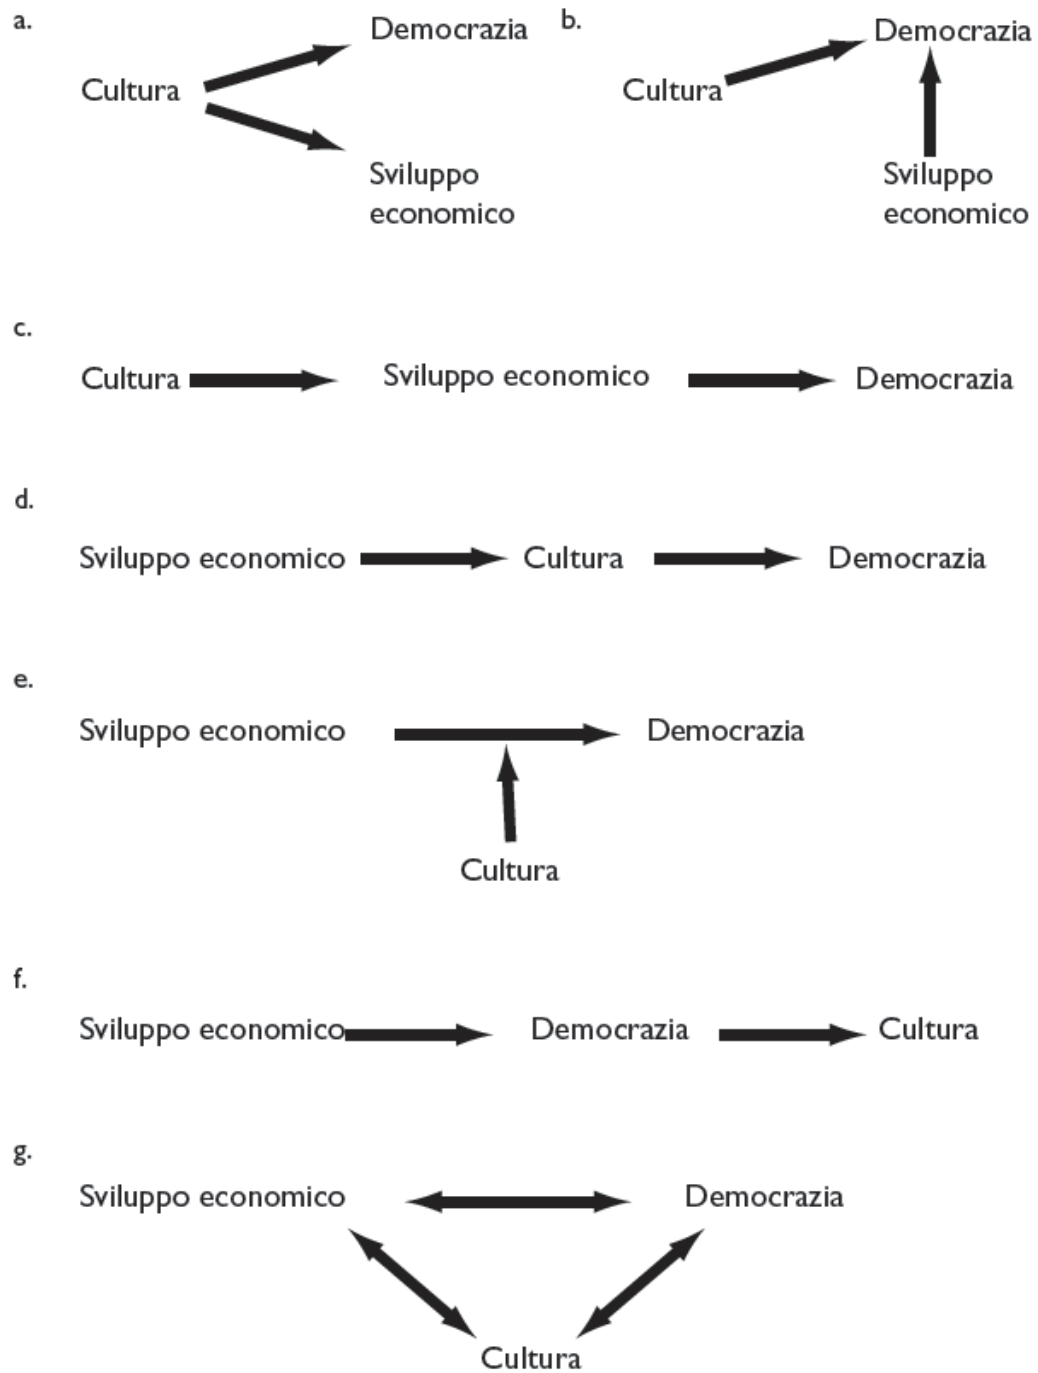 a.
Democrazia
Cultura
Sviluppo
economico
b.
Democrazia
Cultura
Sviluppo
economico
c.
Cultura Sviluppo economico Democrazia
d.
Sviluppo economico Cultura Democrazia
e.
Sviluppo economico Democrazia
Cultura
f.
Sviluppo economico Democrazia Cultura
g.
Sviluppo economico Democrazia
Cultura